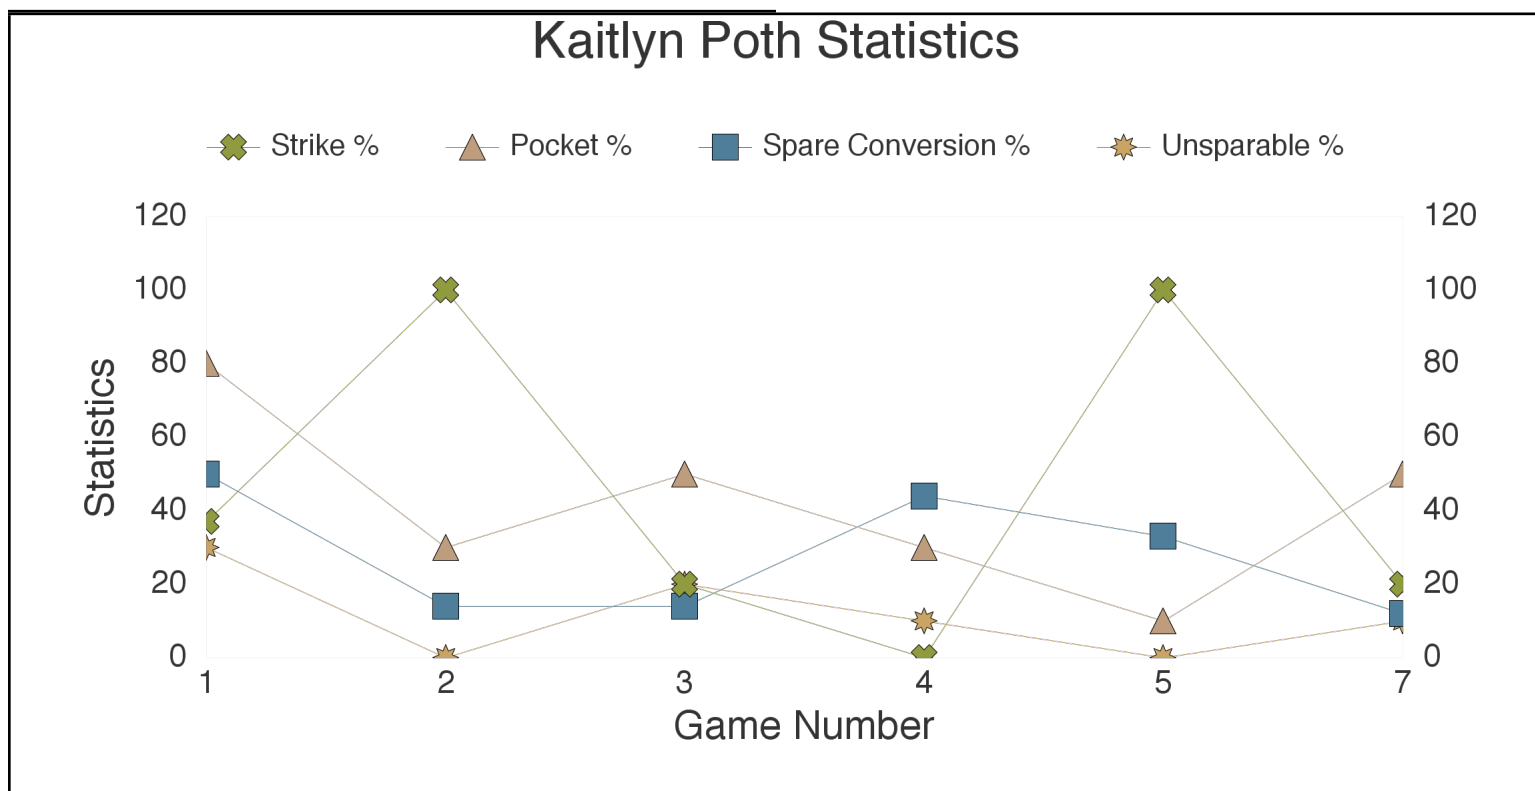 Kaitlyn Poth Statistics
Strike % Pocket % Spare Conversion % Unsparable %
120 120
100 100
80 80
60 60
40 40
20 20
0 0
Statistics
1 2 3 4 5 7
Game Number